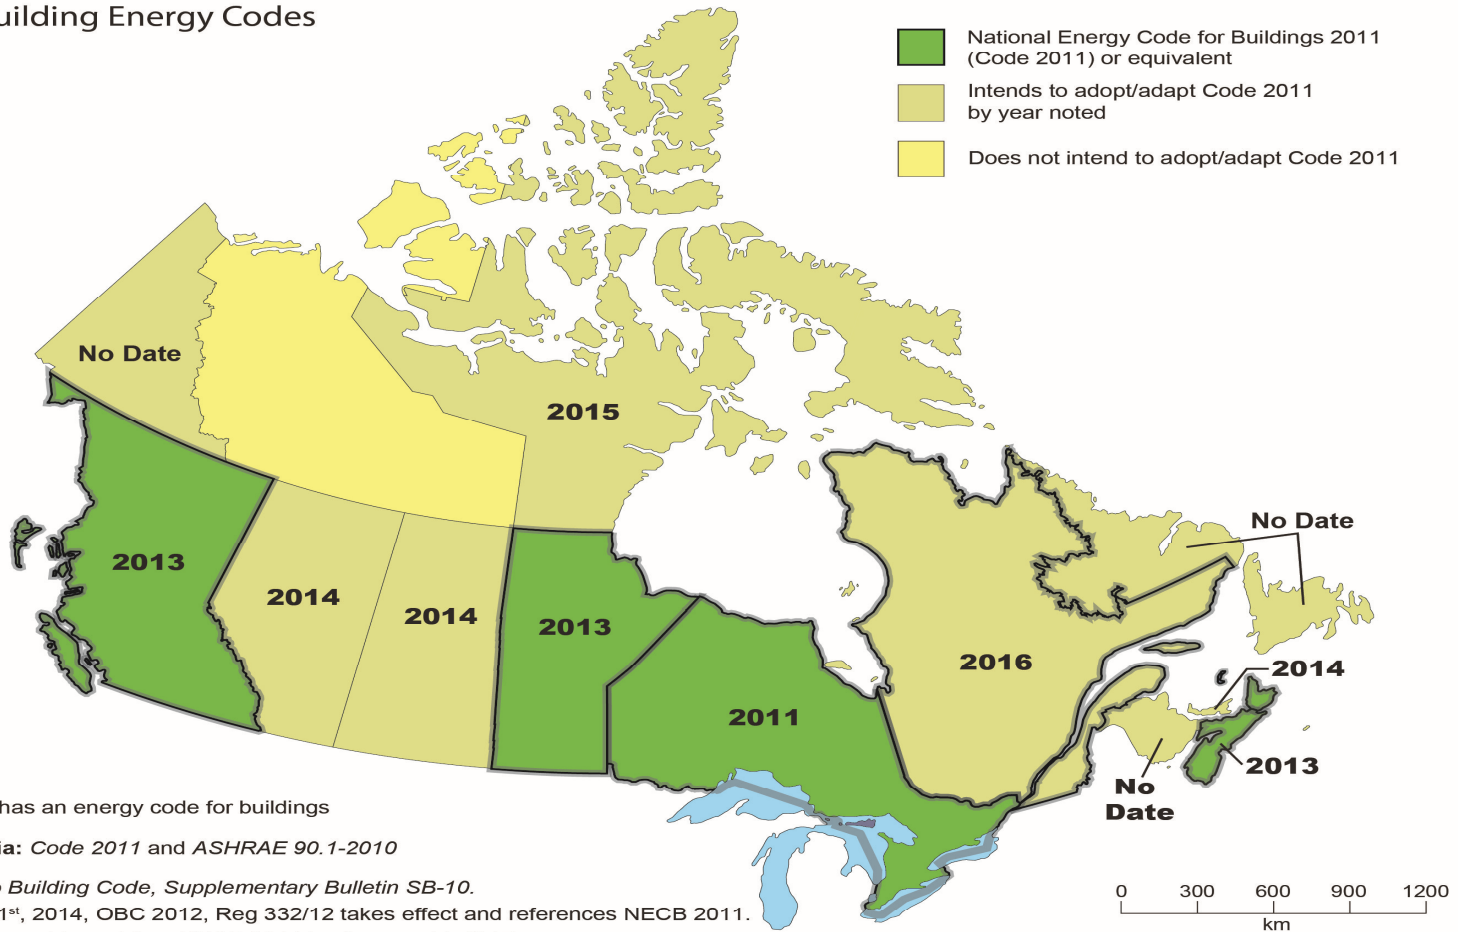 uilding Energy Codes
National Energy Code for Buildings 2011
(Code 2011) or equivalent
Intends to adopt/adapt Code 2011
by year noted
Does not intend to adopt/adapt Code 2011
No Date
2015
No Date
2013
2014
2014
2013
2016
2014
2011
2013
No
Date
has an energy code for buildings
ia: Code 2011 and ASHRAE 90.1-2010
o Building Code, Supplementary Bulletin SB-10.
1st, 2014, OBC 2012, Reg 332/12 takes effect and references NECB 2011.
0 300 600 900 1200
km